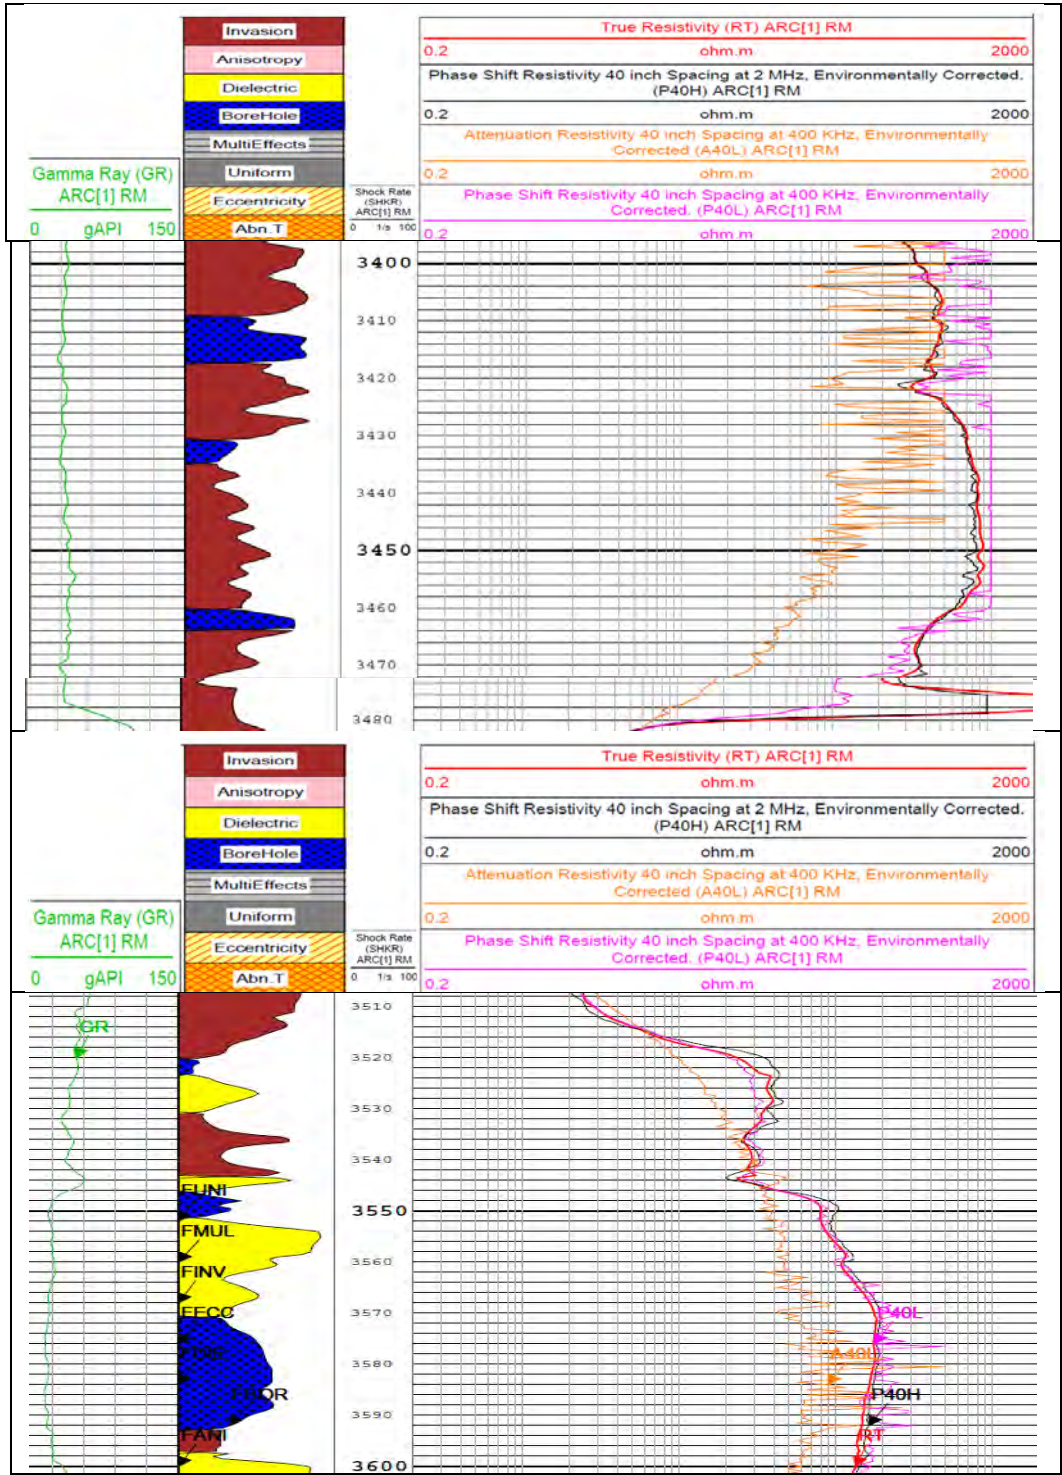 Invasion
Anisotropy
Dielectric
BoreHole
MultiEffects
Uniform
Eccentricity
Abn.T
Gamma Ray (GR)
ARC[1] RM
0 gAPI 150
Shock Rate
(SHKR)
ARC[1] RM
0 1/s 100
True Resistivity (RT) ARC[1] RM
0.2 ohm.m 2000
Phase Shift Resistivity 40 inch Spacing at 2 MHz, Environmentally Corrected.
(P40H) ARC[1] RM
0.2 ohm.m 2000
Attenuation Resistivity 40 inch Spacing at 400 KHz, Environmentally
Corrected (A40L) ARC[1] RM
0.2 ohm.m 2000
Phase Shift Resistivity 40 inch Spacing at 400 KHz, Environmentally
Corrected. (P40L) ARC[1] RM
0.2 ohm.m 2000
3400
3410
3420
3430
3440
3450
3460
3470
3480
Invasion
Anisotropy
Dielectric
BoreHole
MultiEffects
Uniform
Eccentricity
Abn.T
Gamma Ray (GR)
ARC[1] RM
0 gAPI 150
Shock Rate
(SHKR)
ARC[1] RM
0 1/s 100
True Resistivity (RT) ARC[1] RM
0.2 ohm.m 2000
Phase Shift Resistivity 40 inch Spacing at 2 MHz, Environmentally Corrected.
(P40H) ARC[1] RM
0.2 ohm.m 2000
Attenuation Resistivity 40 inch Spacing at 400 KHz, Environmentally
Corrected (A40L) ARC[1] RM
0.2 ohm.m 2000
Phase Shift Resistivity 40 inch Spacing at 400 KHz, Environmentally
Corrected. (P40L) ARC[1] RM
0.2 ohm.m 2000
3510
GR
3520
3530
3540
FUNI
3550
FMUL
3560
FINV
3570
FECC
P40L
A40L
3580
FBOR
P40H
3590
FANI
RT
3600